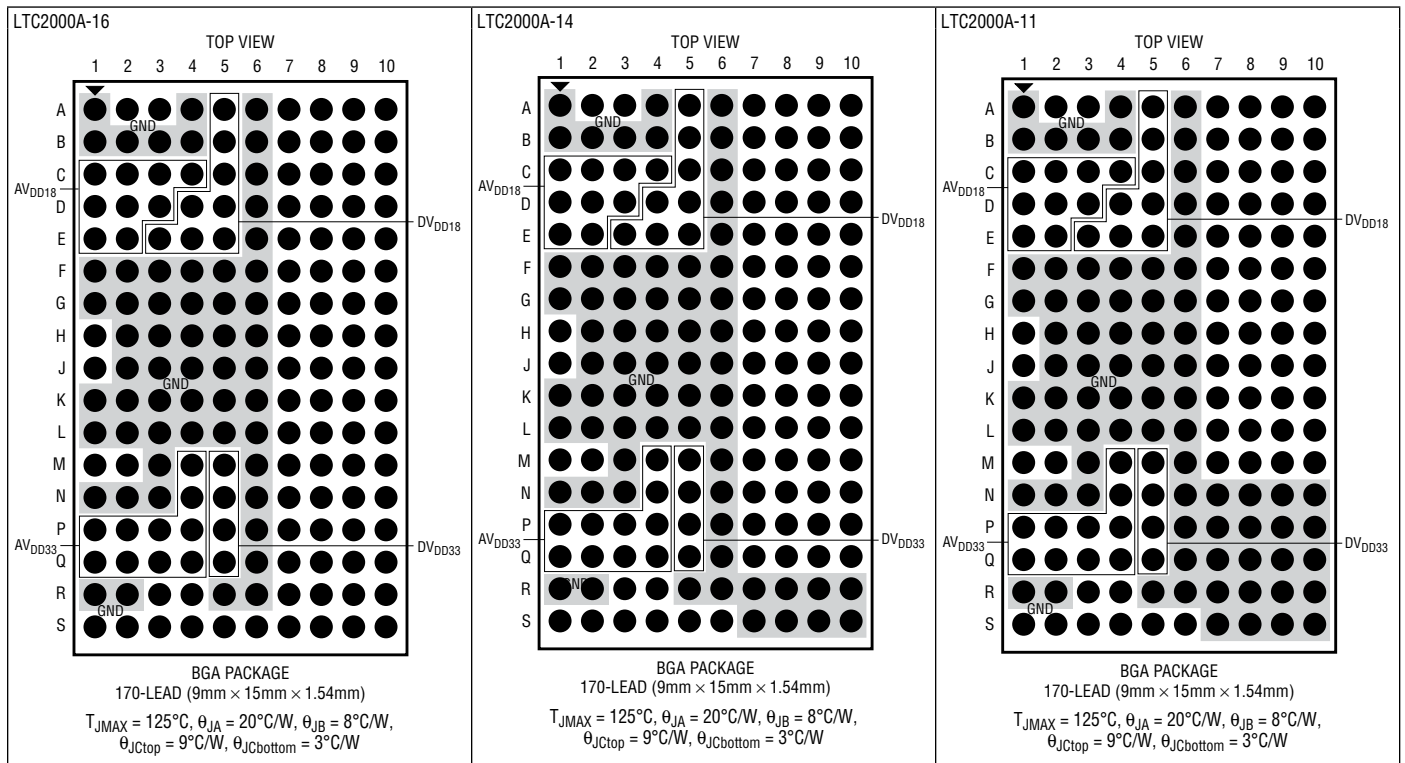 LTC2000A-16
TOP VIEW
1 2 3 4 5 6 7 8 9 10
A
GND
B
C
AVDD18
D
DVDD18
E
F
G
H
J
GND
K
L
M
N
P
AVDD33
DVDD33
Q
R
GND
S
BGA PACKAGE
170-LEAD (9mm × 15mm × 1.54mm)
TJMAX = 125°C, θJA = 20°C/W, θJB = 8°C/W,
θJCtop = 9°C/W, θJCbottom = 3°C/W
LTC2000A-14
TOP VIEW
1 2 3 4 5 6 7 8 9 10
A
GND
B
C
AVDD18
D
DVDD18
E
F
G
H
J
GND
K
L
M
N
P
AVDD33
DVDD33
Q
R
GND
S
BGA PACKAGE
170-LEAD (9mm × 15mm × 1.54mm)
TJMAX = 125°C, θJA = 20°C/W, θJB = 8°C/W,
θJCtop = 9°C/W, θJCbottom = 3°C/W
LTC2000A-11
TOP VIEW
1 2 3 4 5 6 7 8 9 10
A
GND
B
C
AVDD18
D
DVDD18
E
F
G
H
J
GND
K
L
M
N
P
AVDD33
DVDD33
Q
R
GND
S
BGA PACKAGE
170-LEAD (9mm × 15mm × 1.54mm)
TJMAX = 125°C, θJA = 20°C/W, θJB = 8°C/W,
θJCtop = 9°C/W, θJCbottom = 3°C/W